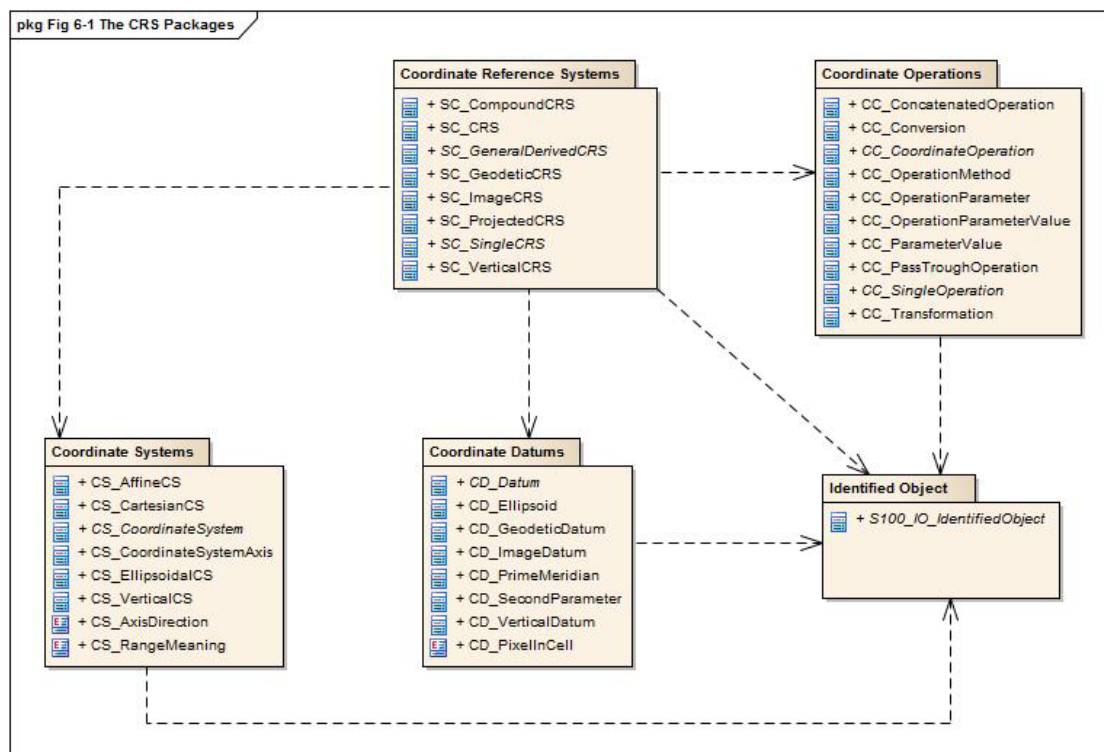 pkg Fig 6-1 The CRS Packages
Coordinate Reference Systems
+ SC_CompoundCRS
+ SC_CRS
+ SC_GeneralDerivedCRS
+ SC_GeodeticCRS
+ SC_ImageCRS
+ SC_ProjectedCRS
+ SC_SingleCRS
+ SC_VerticalCRS
Coordinate Operations
+ CC_ConcatenatedOperation
+ CC_Conversion
+ CC_CoordinateOperation
+ CC_OperationMethod
+ CC_OperationParameter
+ CC_OperationParameterValue
+ CC_ParameterValue
+ CC_PassTroughOperation
+ CC_SingleOperation
+ CC_Transformation
Coordinate Systems
+ CS_AffineCS
+ CS_CartesianCS
+ CS_CoordinateSystem
+ CS_CoordinateSystemAxis
+ CS_EllipsoidalCS
+ CS_VerticalCS
E + CS_AxisDirection
E + CS_RangeMeaning
Coordinate Datums
+ CD_Datum
+ CD_Ellipsoid
+ CD_GeodeticDatum
+ CD_ImageDatum
+ CD_PrimeMeridian
+ CD_SecondParameter
+ CD_VerticalDatum
E + CD_PixelInCell
Identified Object
+ S100_IO_IdentifiedObject